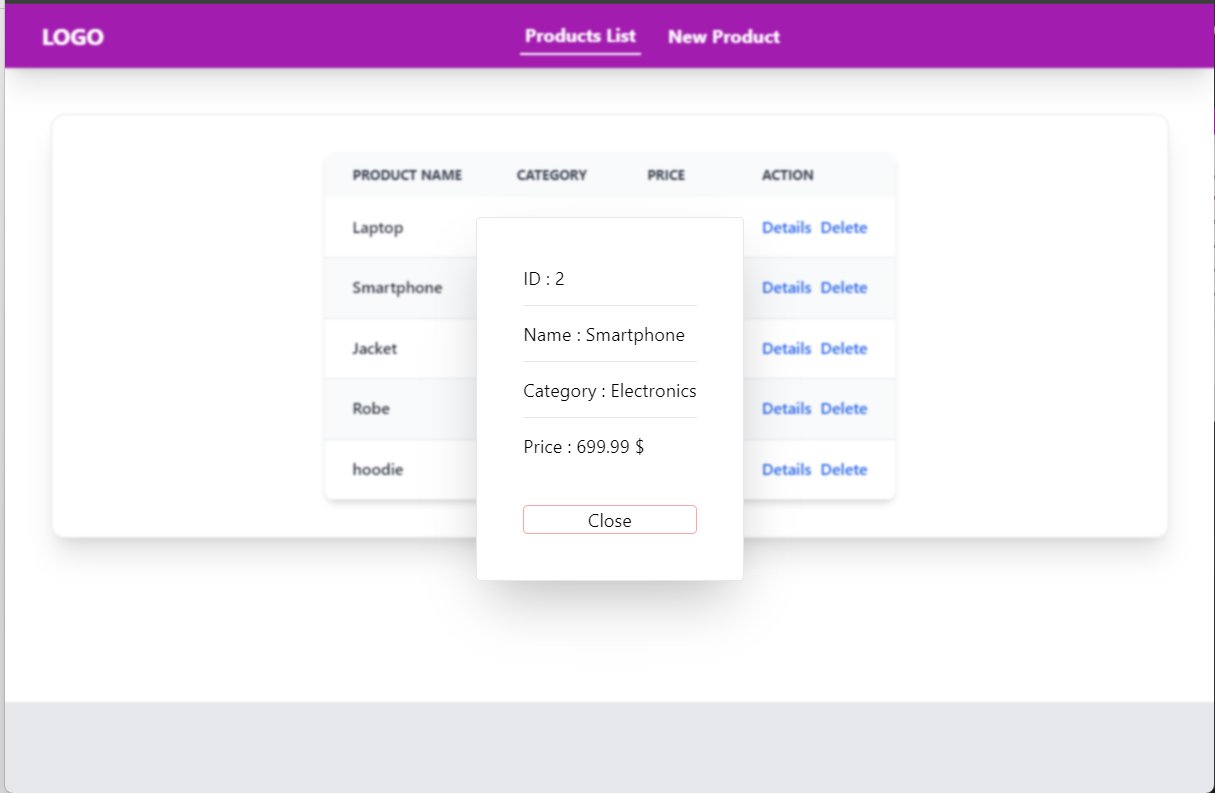 LOGO Products List New Product
PRODUCT NAME CATEGORY PRICE ACTION
Laptop Details Delete
Smartphone Details Delete
Jacket Details Delete
Robe Details Delete
hoodie Details Delete
ID : 2
Name : Smartphone
Category : Electronics
Price : 699.99 $
Close